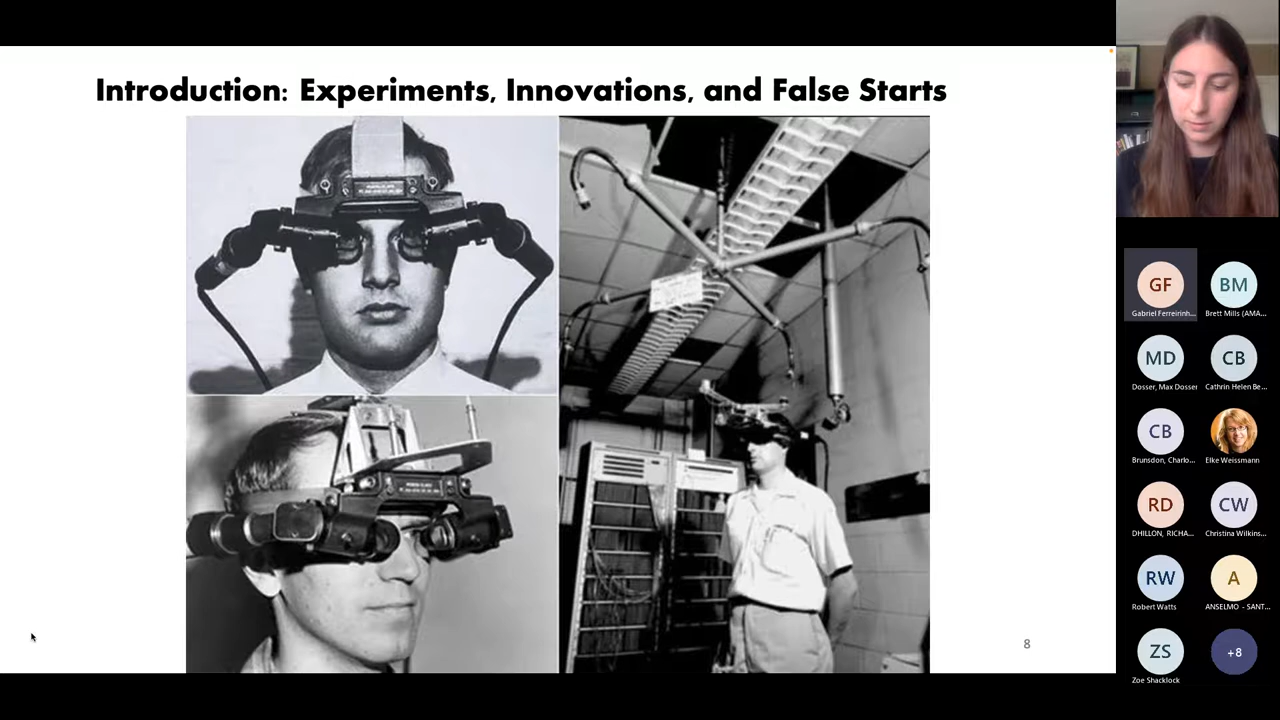 Introduction: Experiments, Innovations, and False Starts
8
GF
Gabriel Ferreirinh...
BM
Brett Mills (AMA...
MD
Dosser, Max Dosser
CB
Cathrin Helen Be...
CB
Brunsdon, Charlo...
Elke Weissmann
RD
DHILLON, RICHA...
CW
Christina Wilkins...
RW
Robert Watts
A
ANSELMO - SANT...
ZS
Zoe Shacklock
+8